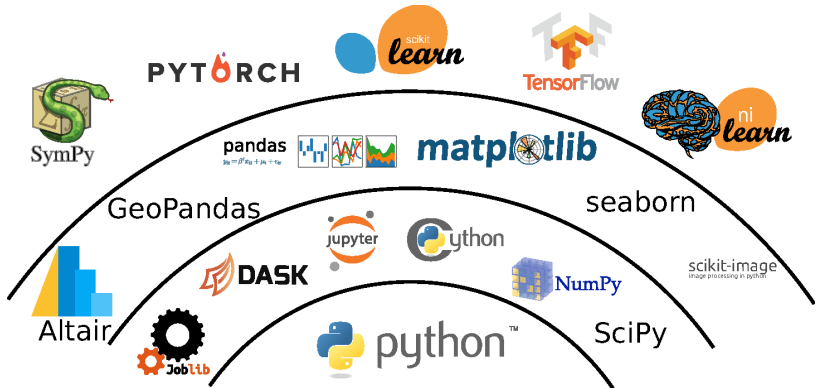 scikit
learn
PYTORCH
TensorFlow
SymPy
ni
learn
pandas
matplotlib
GeoPandas
seaborn
jupyter
Cython
DASK
NumPy
scikit-image
image processing in python
Altair
Joblib
python™
SciPy